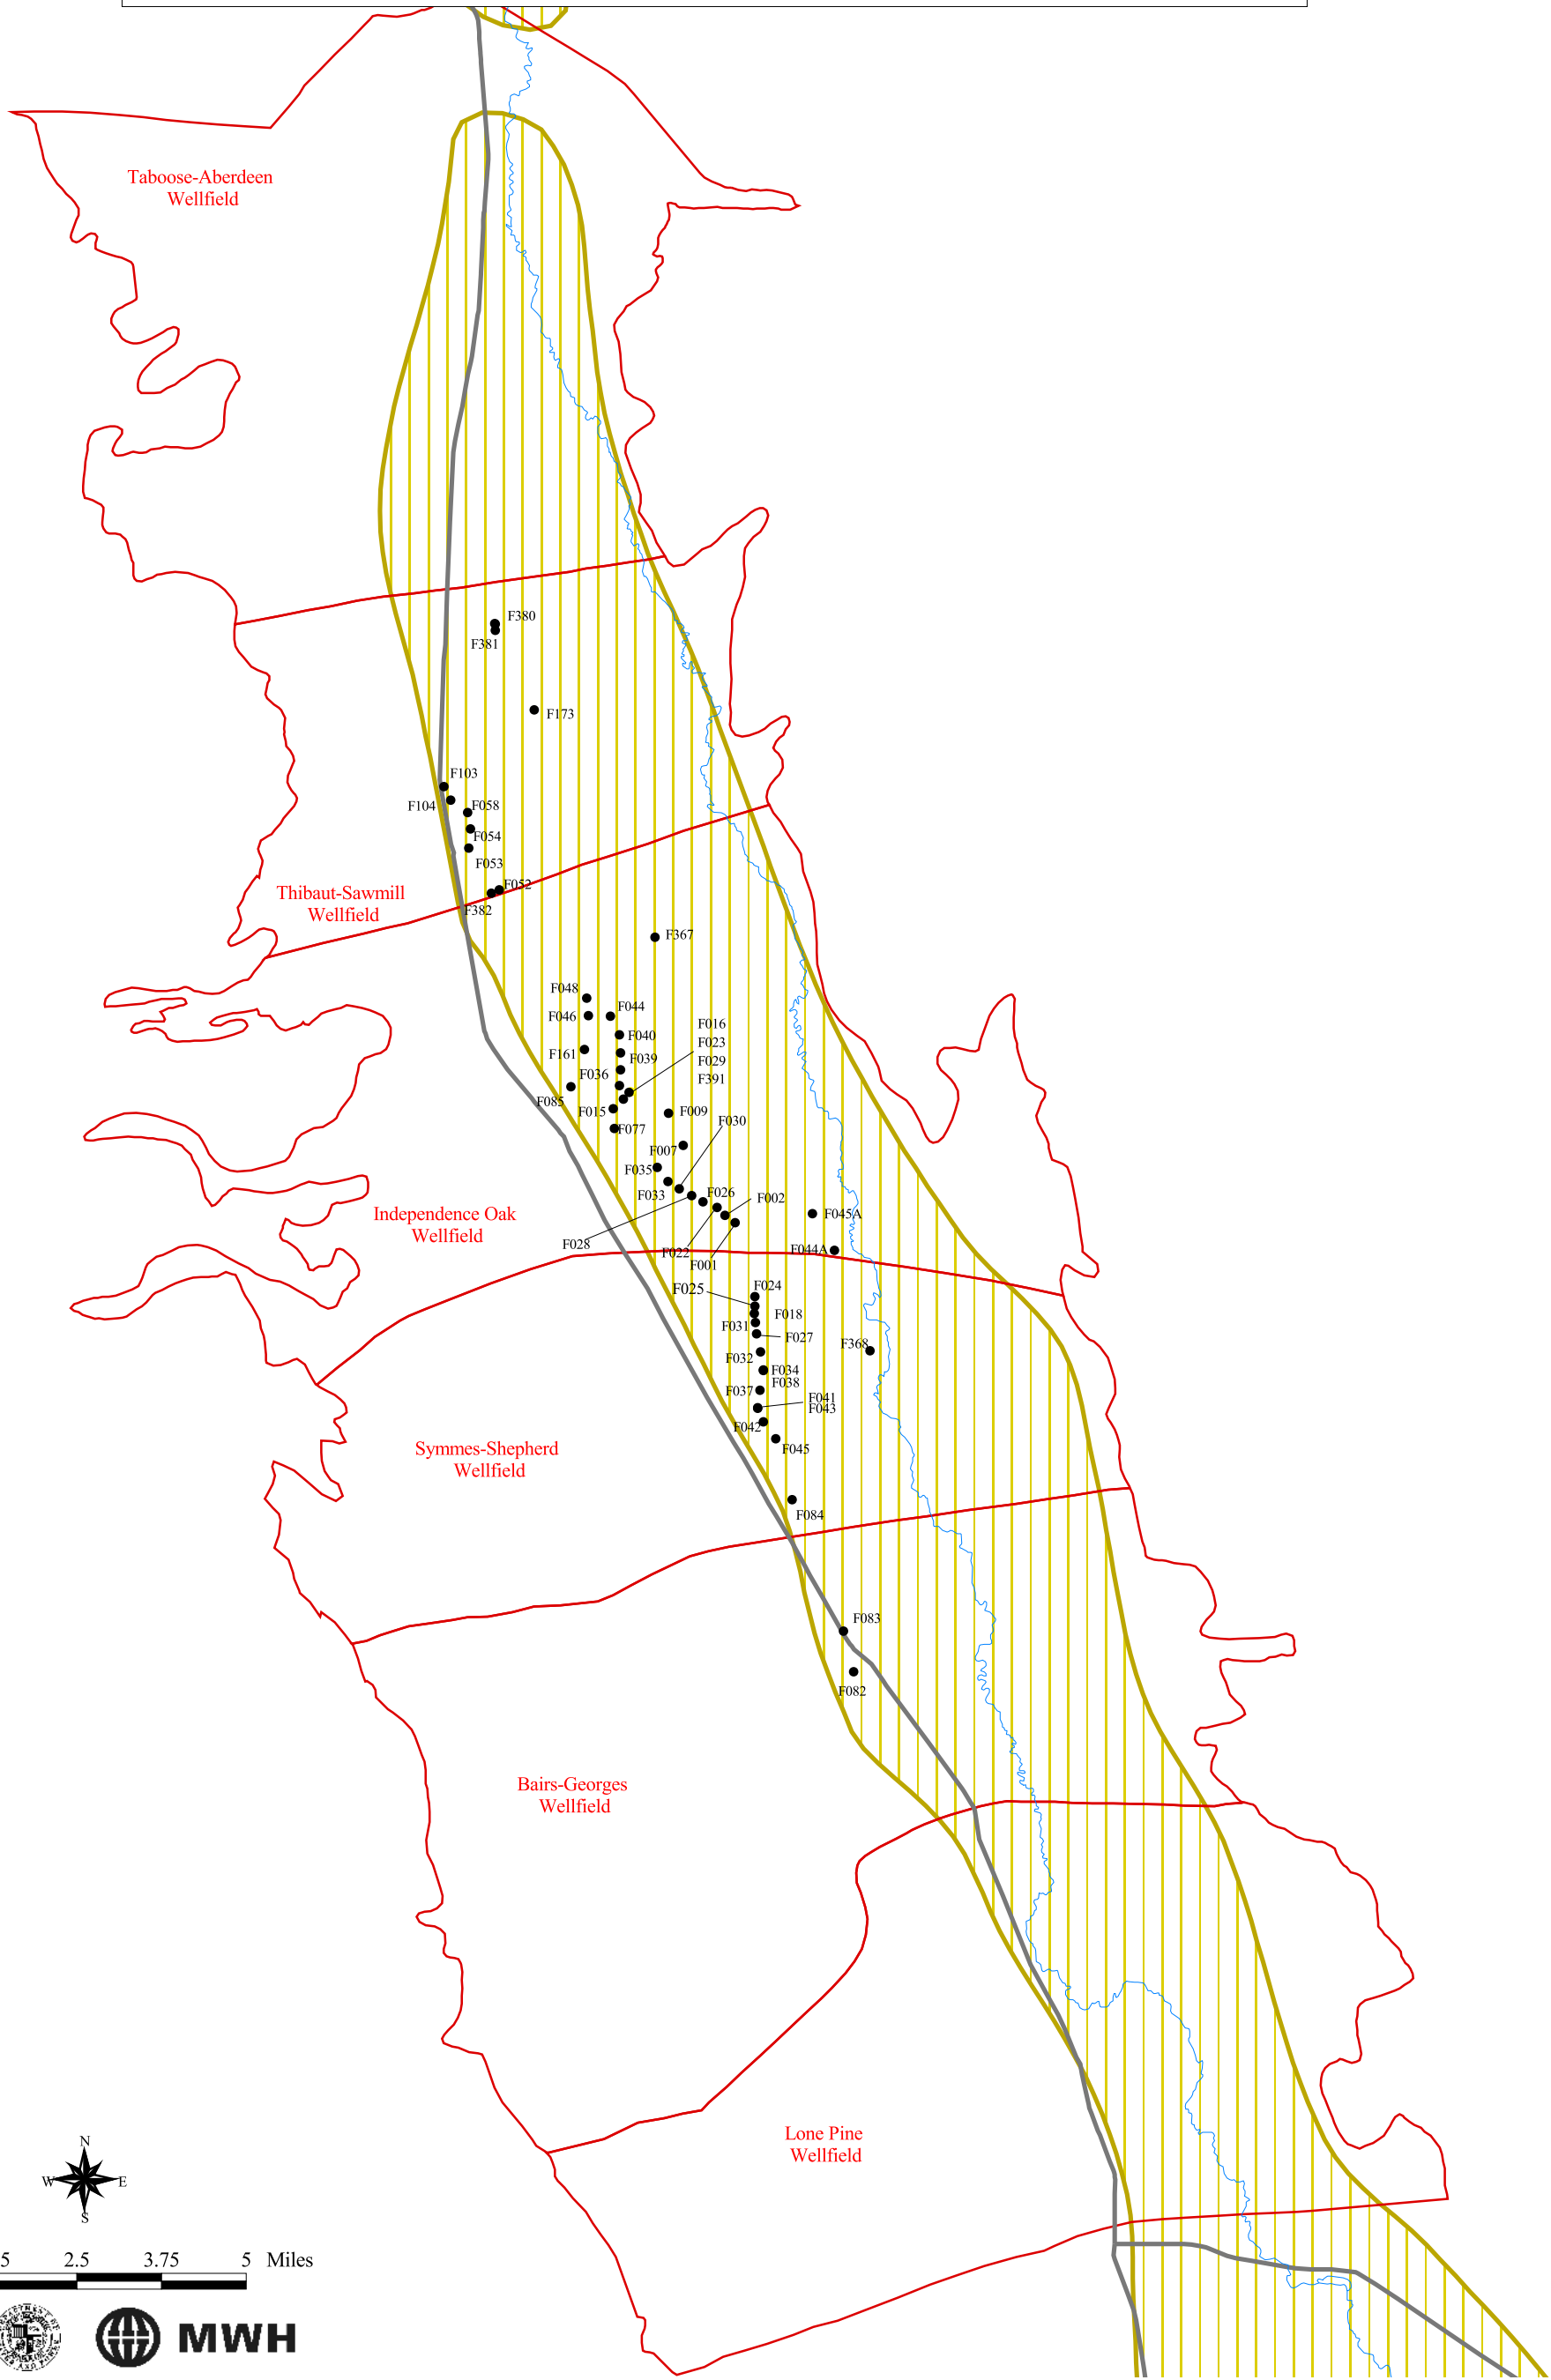 Taboose-Aberdeen
Wellfield
F380
F381
F173
F103
F104
F058
F054
F053
Thibaut-Sawmill
Wellfield
F052
F382
F367
F048
F044
F046
F016
F040
F023
F161
F039
F029
F036
F391
F085
F015
F009
F077
F030
F007
F035
F033
F026
F002
Independence Oak
Wellfield
F045A
F028
F022
F044A
F001
F024
F025
F018
F031
F027
F368
F032
F034
F038
F037
F041
F043
F042
Symmes-Shepherd
Wellfield
F045
F084
F083
F082
Bairs-Georges
Wellfield
Lone Pine
Wellfield
N
W E
S
5 2.5 3.75 5 Miles
MWH